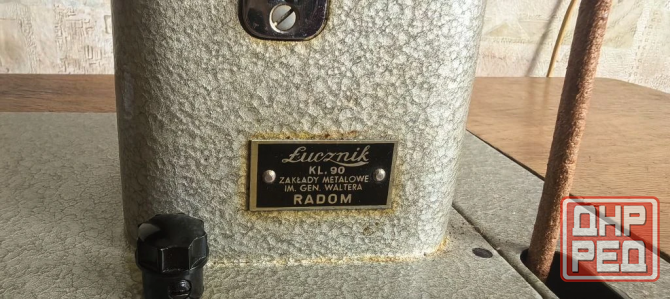 Łucznik
KL. 90
ZAKŁADY METALOWE
IM. GEN. WALTERA
RADOM
ДНР
РЕД